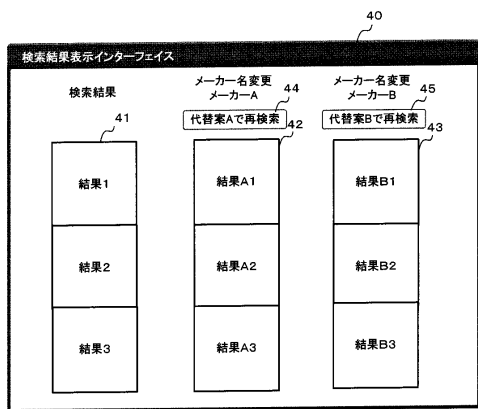 40
検索結果表示インターフェイス
検索結果
41
結果1
結果2
結果3
メーカー名変更
メーカーA
44
代替案Aで再検索
42
結果A1
結果A2
結果A3
メーカー名変更
メーカーB
45
代替案Bで再検索
43
結果B1
結果B2
結果B3